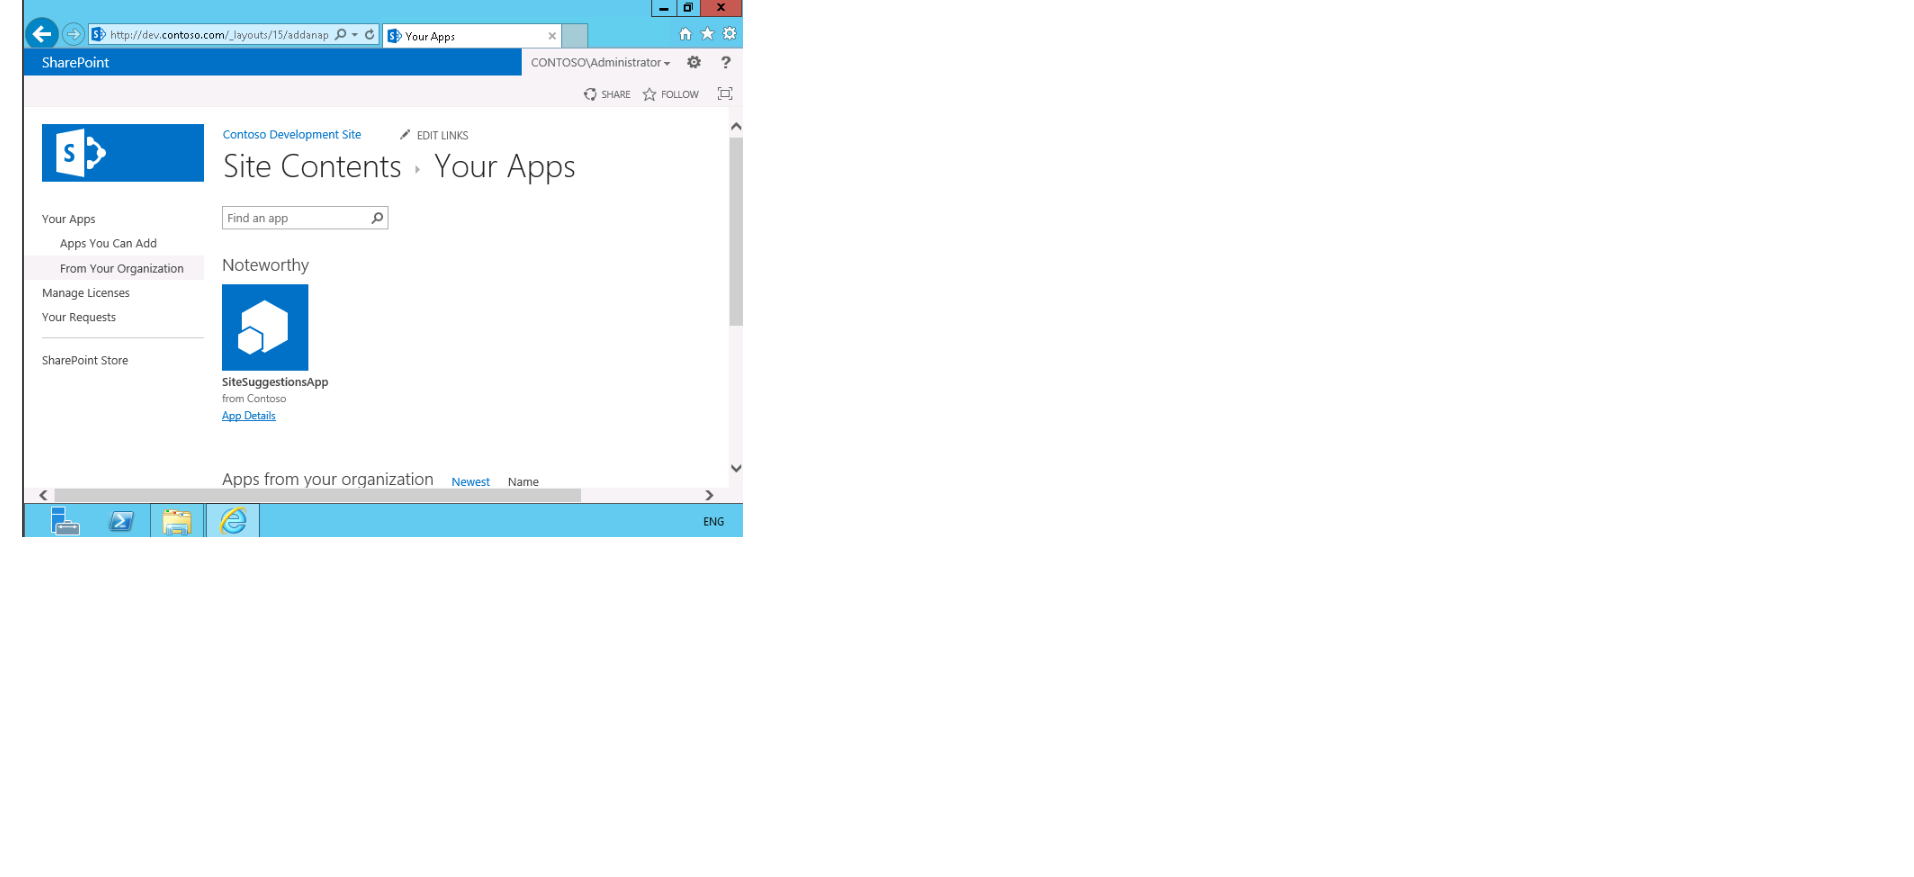 http://dev.contoso.com/_layouts/15/addanap
Your Apps
SharePoint
CONTOSO\Administrator
?
SHARE
FOLLOW
S
Contoso Development Site
EDIT LINKS
Site Contents
Your Apps
Find an app
Your Apps
Apps You Can Add
From Your Organization
Manage Licenses
Your Requests
SharePoint Store
Noteworthy
SiteSuggestionsApp
from Contoso
App Details
Apps from your organization
Newest
Name
ENG